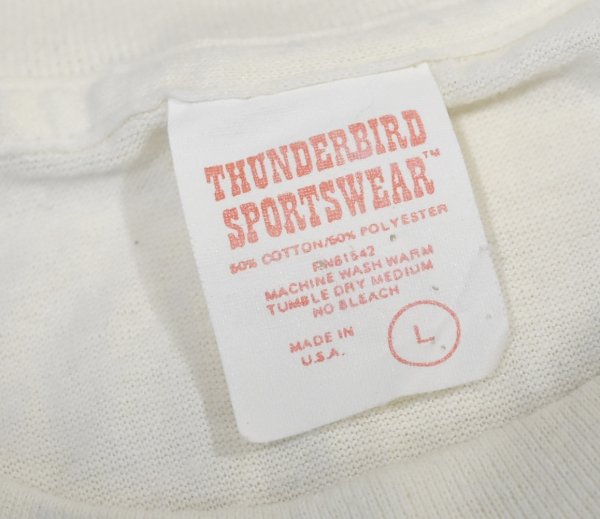 THUNDERBIRD
SPORTSWEAR™
50% COTTON/50% POLYESTER
RN61542
MACHINE WASH WARM
TUMBLE DRY MEDIUM
NO BLEACH
MADE IN
U.S.A.
L